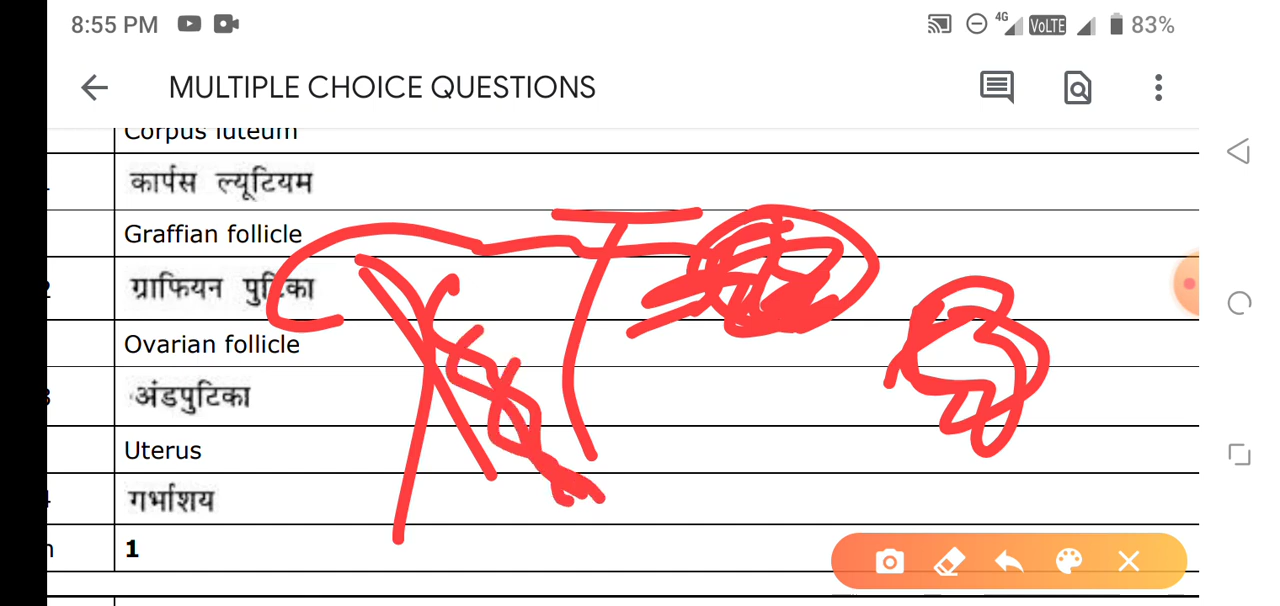 8:55 PM 4G VoLTE 83%
MULTIPLE CHOICE QUESTIONS
Corpus luteum
कार्पस ल्यूटियम
Graffian follicle
ग्राफियन पुटिका
Ovarian follicle
अंडपुटिका
Uterus
गर्भाशय
1